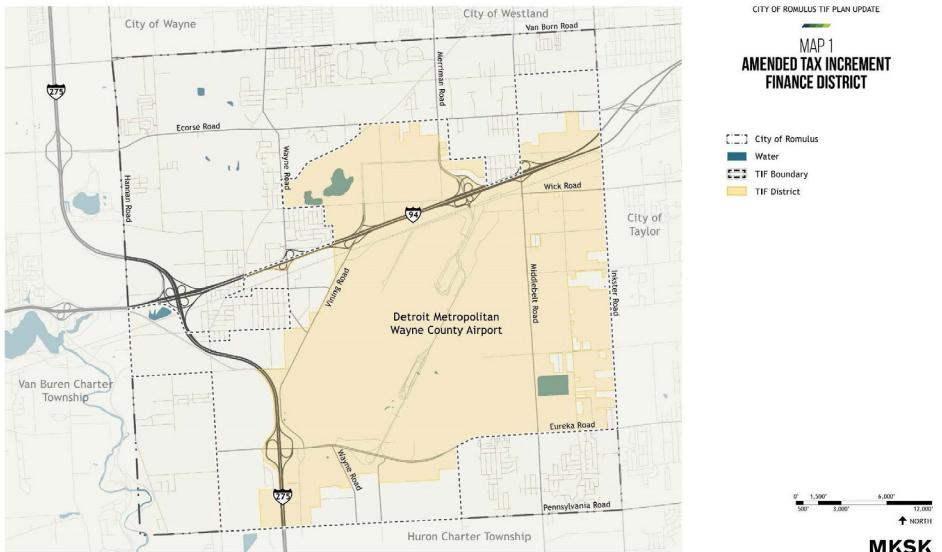 CITY OF ROMULUS TIF PLAN UPDATE
MAP 1
AMENDED TAX INCREMENT
FINANCE DISTRICT
City of Romulus
Water
TIF Boundary
TIF District
City of Wayne
City of Westland
Van Born Road
Merriman Road
275
Ecorse Road
Wayne Road
Hannan Road
Wick Road
94
City of
Taylor
Vining Road
Middlebelt Road
Inkster Road
Detroit Metropolitan
Wayne County Airport
Van Buren Charter
Township
Eureka Road
Wayne Road
275
Pennsylvania Road
Huron Charter Township
0' 1,500' 6,000'
500' 3,000' 12,000'
NORTH
MKSK